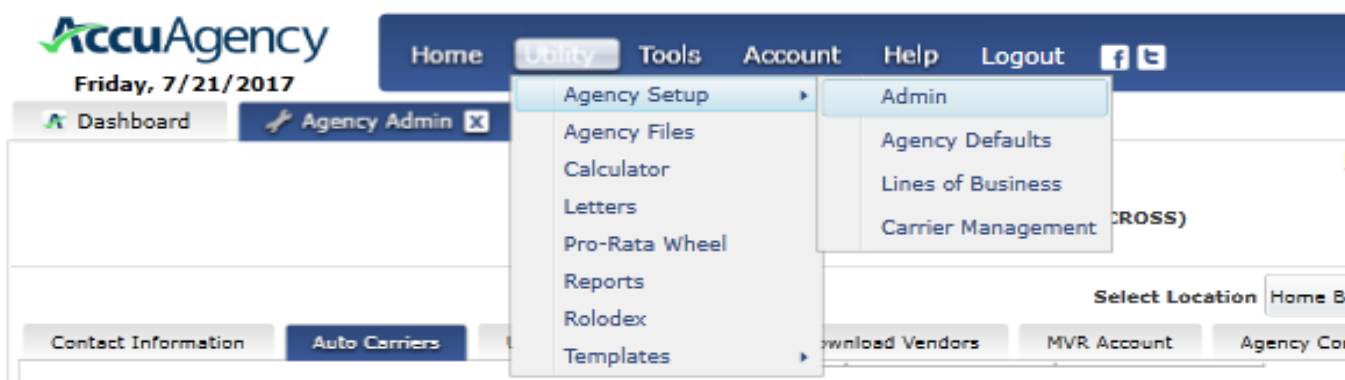 AccuAgency
Friday, 7/21/2017
Home Utility Tools Account Help Logout
Dashboard Agency Admin
Agency Setup
Agency Files
Calculator
Letters
Pro-Rata Wheel
Reports
Rolodex
Templates
Admin
Agency Defaults
Lines of Business
Carrier Management
CROSS)
Select Location Home B
Contact Information Auto Carriers wnload Vendors MVR Account Agency Co